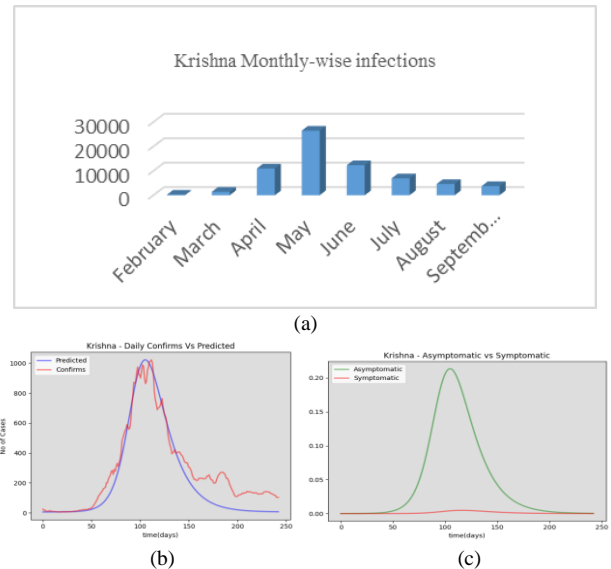 Krishna Monthly-wise infections
30000
20000
10000
0
February
March
April
May
June
July
August
Septemb...
(a)
Krishna - Daily Confirms Vs Predicted
Predicted
Confirms
1000
800
600
400
200
0
No of Cases
0 50 100 150 200 250
time(days)
(b)
Krishna - Asymptomatic vs Symptomatic
Asymptomatic
Symptomatic
0.20
0.15
0.10
0.05
0.00
0 50 100 150 200 250
time(days)
(c)